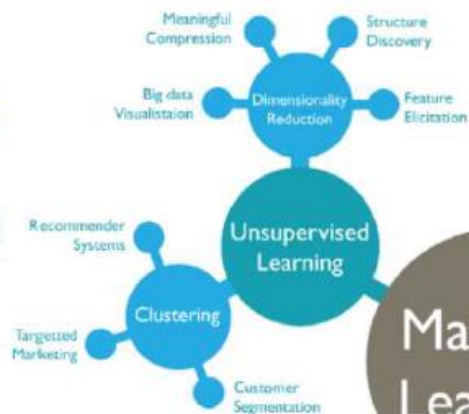 Meaningful
Compression
Structure
Discovery
Big data
Visualistaion
Dimensionality
Reduction
Feature
Elicitation
Recommender
Systems
Unsupervised
Learning
Clustering
Targetted
Marketing
Customer
Segmentation
Ma
Lea